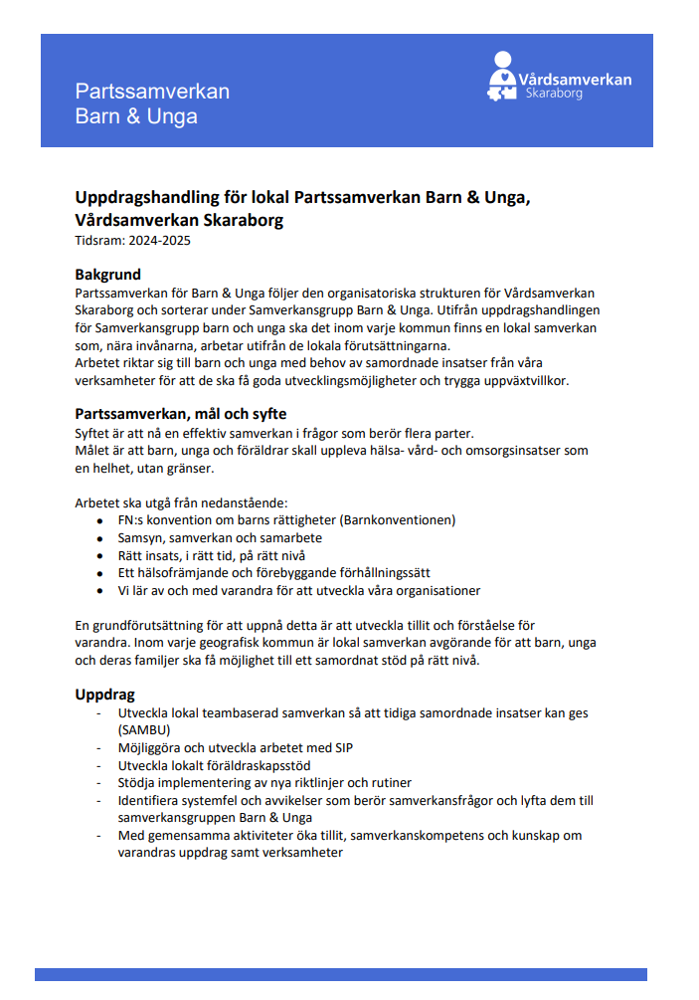 Partssamverkan
Barn & Unga
Vårdsamverkan
Skaraborg
Uppdragshandling för lokal Partssamverkan Barn & Unga,
Vårdsamverkan Skaraborg
Tidsram: 2024-2025
Bakgrund
Partssamverkan för Barn & Unga följer den organisatoriska strukturen för Vårdsamverkan
Skaraborg och sorterar under Samverkansgrupp Barn & Unga. Utifrån uppdragshandlingen
för Samverkansgrupp barn och unga ska det inom varje kommun finns en lokal samverkan
som, nära invånarna, arbetar utifrån de lokala förutsättningarna.
Arbetet riktar sig till barn och unga med behov av samordnade insatser från våra
verksamheter för att de ska få goda utvecklingsmöjligheter och trygga uppväxtvillkor.
Partssamverkan, mål och syfte
Syftet är att nå en effektiv samverkan i frågor som berör flera parter.
Målet är att barn, unga och föräldrar skall uppleva hälsa- vård- och omsorgsinsatser som
en helhet, utan gränser.
Arbetet ska utgå från nedanstående:
• FN:s konvention om barns rättigheter (Barnkonventionen)
• Samsyn, samverkan och samarbete
• Rätt insats, i rätt tid, på rätt nivå
• Ett hälsofrämjande och förebyggande förhållningssätt
• Vi lär av och med varandra för att utveckla våra organisationer
En grundförutsättning för att uppnå detta är att utveckla tillit och förståelse för
varandra. Inom varje geografisk kommun är lokal samverkan avgörande för att barn, unga
och deras familjer ska få möjlighet till ett samordnat stöd på rätt nivå.
Uppdrag
- Utveckla lokal teambaserad samverkan så att tidiga samordnade insatser kan ges
(SAMBU)
- Möjliggöra och utveckla arbetet med SIP
- Utveckla lokalt föräldraskapsstöd
- Stödja implementering av nya riktlinjer och rutiner
- Identifiera systemfel och avvikelser som berör samverkansfrågor och lyfta dem till
samverkansgruppen Barn & Unga
- Med gemensamma aktiviteter öka tillit, samverkanskompetens och kunskap om
varandras uppdrag samt verksamheter